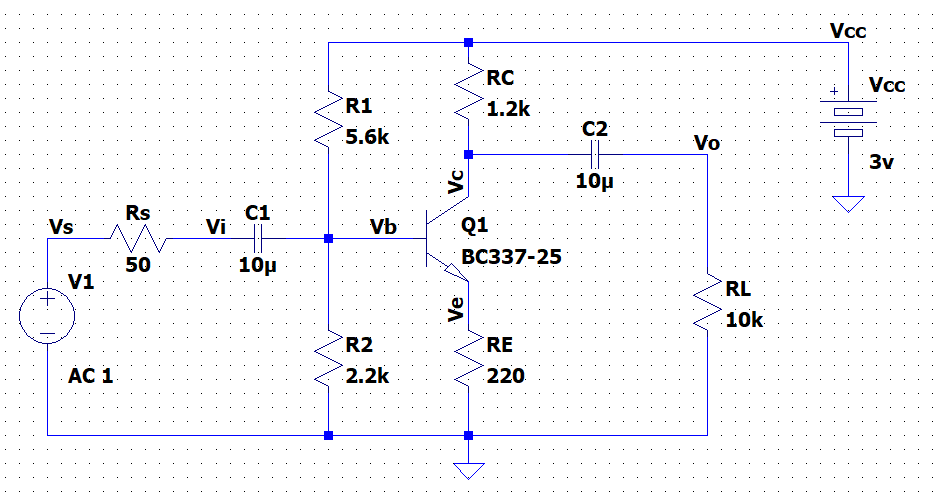 Vcc
RC
1.2k
Vcc
+
3v
R1
5.6k
C2
10µ
Vo
Vc
Rs
50
Vs
Vi
C1
10µ
Vb
Q1
BC337-25
V1
AC 1
Ve
R2
2.2k
RE
220
RL
10k